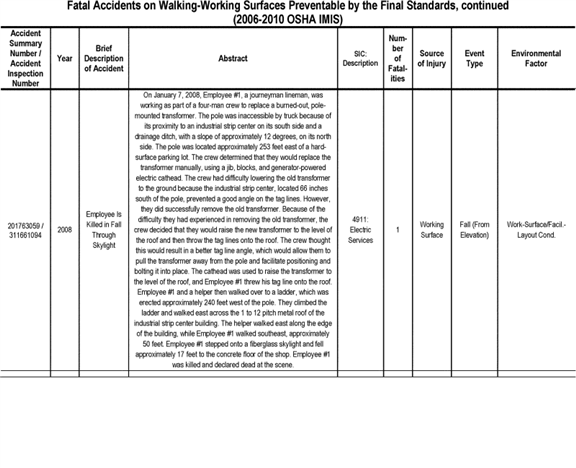 Fatal Accidents on Walking-Working Surfaces Preventable by the Final Standards, continued
(2006-2010 OSHA IMIS)
Accident
Summary
Number /
Accident
Inspection
Number
Year
Brief
Description
of Accident
Abstract
SIC:
Description
Num-
ber
of
Fatal-
ities
Source
of Injury
Event
Type
Environmental
Factor
201763059 /
311661094
2008
Employee Is
Killed in Fall
Through
Skylight
On January 7, 2008, Employee #1, a journeyman lineman, was
working as part of a four-man crew to replace a burned-out, pole-
mounted transformer. The pole was inaccessible by truck because of
its proximity to an industrial strip center on its south side and a
drainage ditch, with a slope of approximately 12 degrees, on its north
side. The pole was located approximately 253 feet east of a hard-
surface parking lot. The crew determined that they would replace the
transformer manually, using a jib, blocks, and generator-powered
electric cathead. The crew had difficulty lowering the old transformer
to the ground because the industrial strip center, located 66 inches
south of the pole, prevented a good angle on the tag lines. However,
they did successfully remove the old transformer. Because of the
difficulty they had experienced in removing the old transformer, the
crew decided that they would raise the new transformer to the level of
the roof and then throw the tag lines onto the roof. The crew thought
this would result in a better tag line angle, which would allow them to
pull the transformer away from the pole and facilitate positioning and
bolting it into place. The cathead was used to raise the transformer to
the level of the roof, and Employee #1 threw his tag line onto the roof.
Employee #1 and a helper then walked over to a ladder, which was
erected approximately 240 feet west of the pole. They climbed the
ladder and walked east across the 1 to 12 pitch metal roof of the
industrial strip center building. The helper walked east along the edge
of the building, while Employee #1 walked southeast, approximately
50 feet. Employee #1 stepped onto a fiberglass skylight and fell
approximately 17 feet to the concrete floor of the shop. Employee #1
was killed and declared dead at the scene.
4911:
Electric
Services
1
Working
Surface
Fall (From
Elevation)
Work-Surface/Facil.-
Layout Cond.